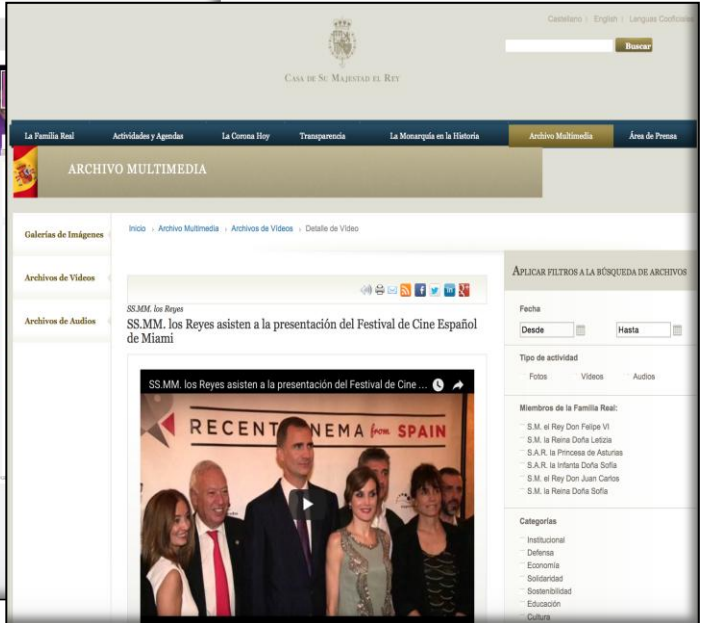 Castellano | English | Lenguas Cooficiales
Buscar
CASA DE SU MAJESTAD EL REY
La Familia Real
Actividades y Agendas
La Corona Hoy
Transparencia
La Monarquía en la Historia
Archivo Multimedia
Área de Prensa
ARCHIVO MULTIMEDIA
Galerías de Imágenes
Archivos de Videos
Archivos de Audios
Inicio › Archivo Multimedia › Archivos de Vídeos › Detalle de Vídeo
SS.MM. los Reyes
SS.MM. los Reyes asisten a la presentación del Festival de Cine Español
de Miami
SS.MM. los Reyes asisten a la presentación del Festival de Cine ...
RECENT CINEMA from SPAIN
APLICAR FILTROS A LA BÚSQUEDA DE ARCHIVOS
Fecha
Desde
Hasta
Tipo de actividad
Fotos
Vídeos
Audios
Miembros de la Familia Real:
S.M. el Rey Don Felipe VI
S.M. la Reina Doña Letizia
S.A.R. la Princesa de Asturias
S.A.R. la Infanta Doña Sofía
S.M. el Rey Don Juan Carlos
S.M. la Reina Doña Sofía
Categorías
Institucional
Defensa
Economía
Solidaridad
Sostenibilidad
Educación
Cultura